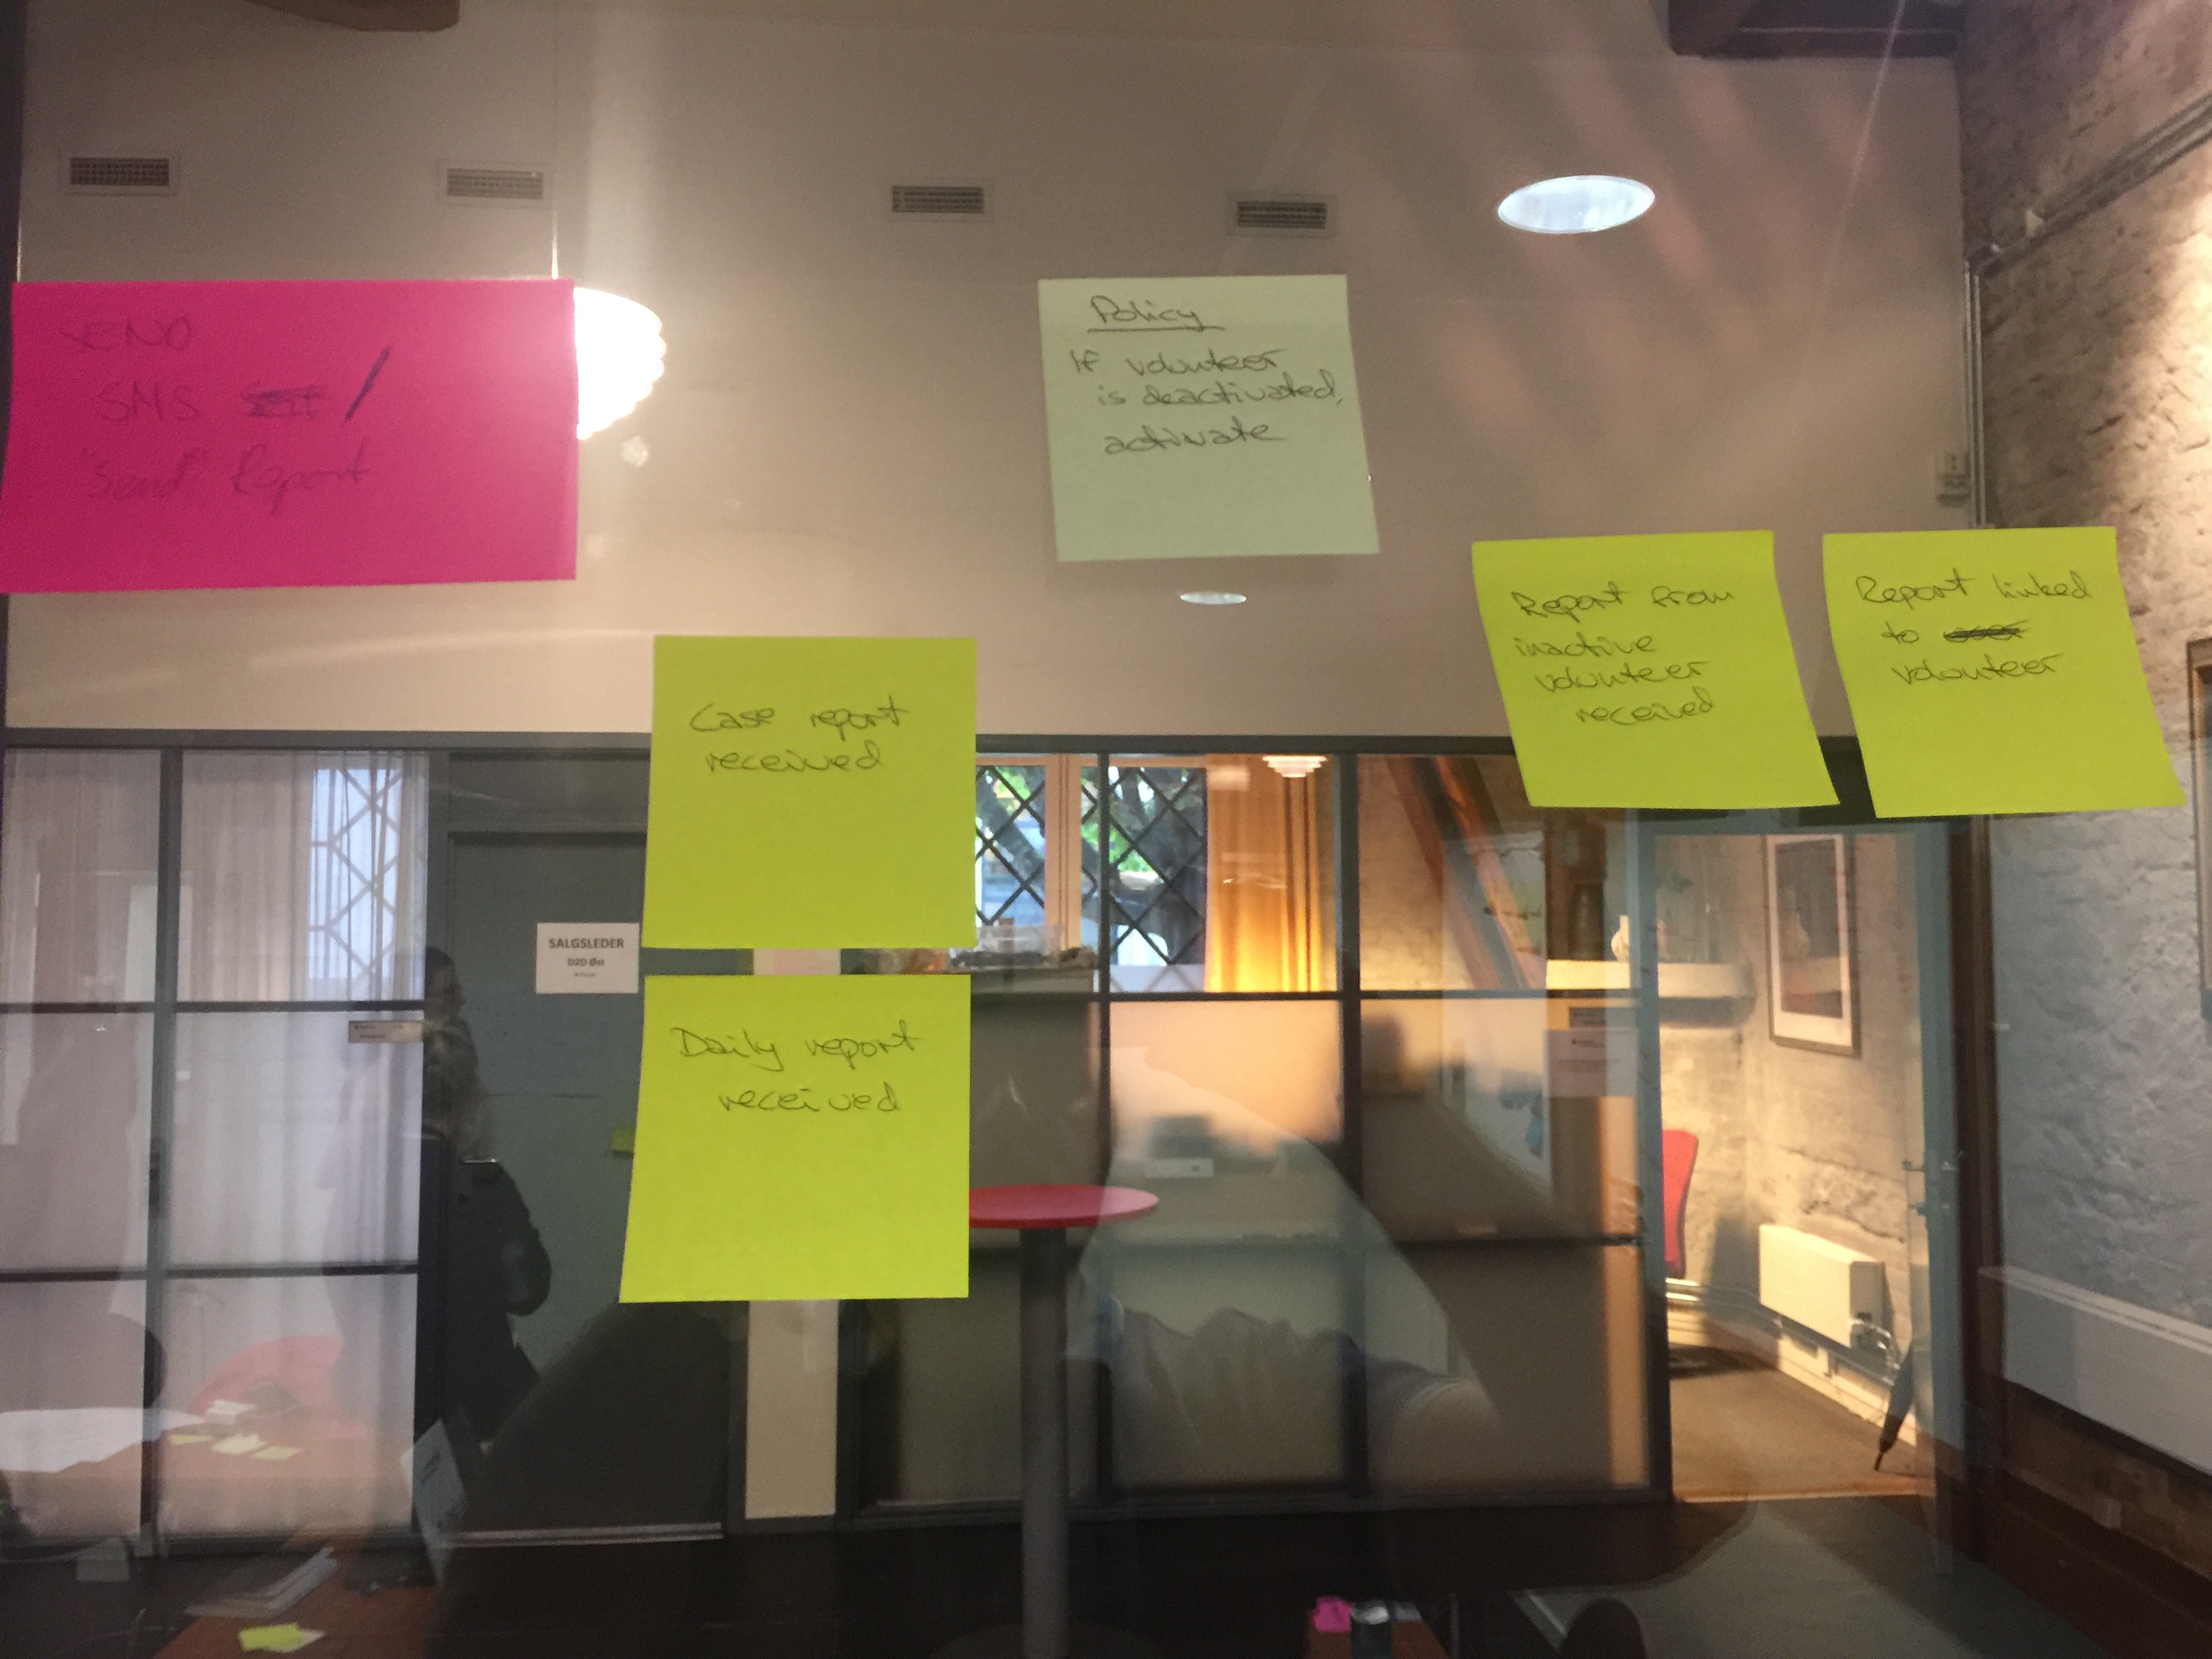 SEND
SMS /
"Send" Report
Policy
If volunteer
is deactivated,
activate
Report from
inactive
volunteer
received
Report linked
to
volunteer
Case report
received
Daily report
received
SALGSLEDER
D2D Øst